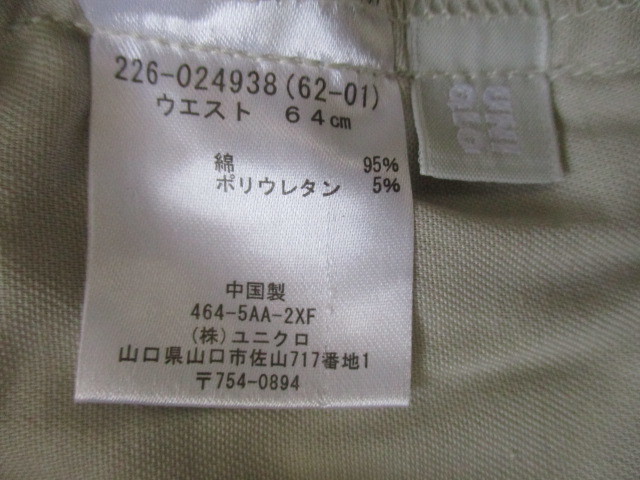 226-024938(62-01)
ウエスト 64cm
綿 95%
ポリウレタン 5%
中国製
464-5AA-2XF
(株)ユニクロ
山口県山口市佐山717番地1
〒754-0894
UNI
QLO